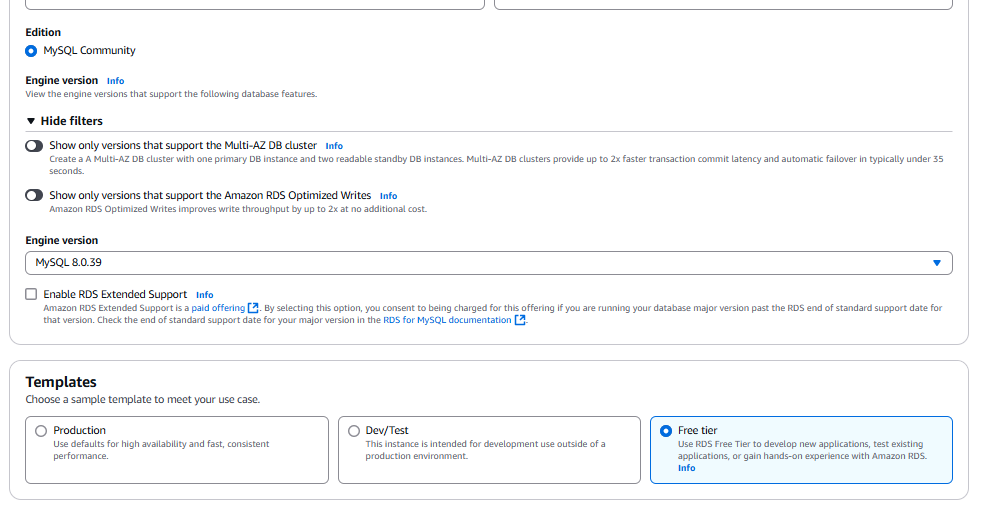 Edition
MySQL Community
Engine version Info
View the engine versions that support the following database features.
Hide filters
Show only versions that support the Multi-AZ DB cluster Info
Create a A Multi-AZ DB cluster with one primary DB instance and two readable standby DB instances. Multi-AZ DB clusters provide up to 2x faster transaction commit latency and automatic failover in typically under 35
seconds.
Show only versions that support the Amazon RDS Optimized Writes Info
Amazon RDS Optimized Writes improves write throughput by up to 2x at no additional cost.
Engine version
MySQL 8.0.39
Enable RDS Extended Support Info
Amazon RDS Extended Support is a paid offering. By selecting this option, you consent to being charged for this offering if you are running your database major version past the RDS end of standard support date for
that version. Check the end of standard support date for your major version in the RDS for MySQL documentation.
Templates
Choose a sample template to meet your use case.
Production
Use defaults for high availability and fast, consistent
performance.
Dev/Test
This instance is intended for development use outside of a
production environment.
Free tier
Use RDS Free Tier to develop new applications, test existing
applications, or gain hands-on experience with Amazon RDS.
Info